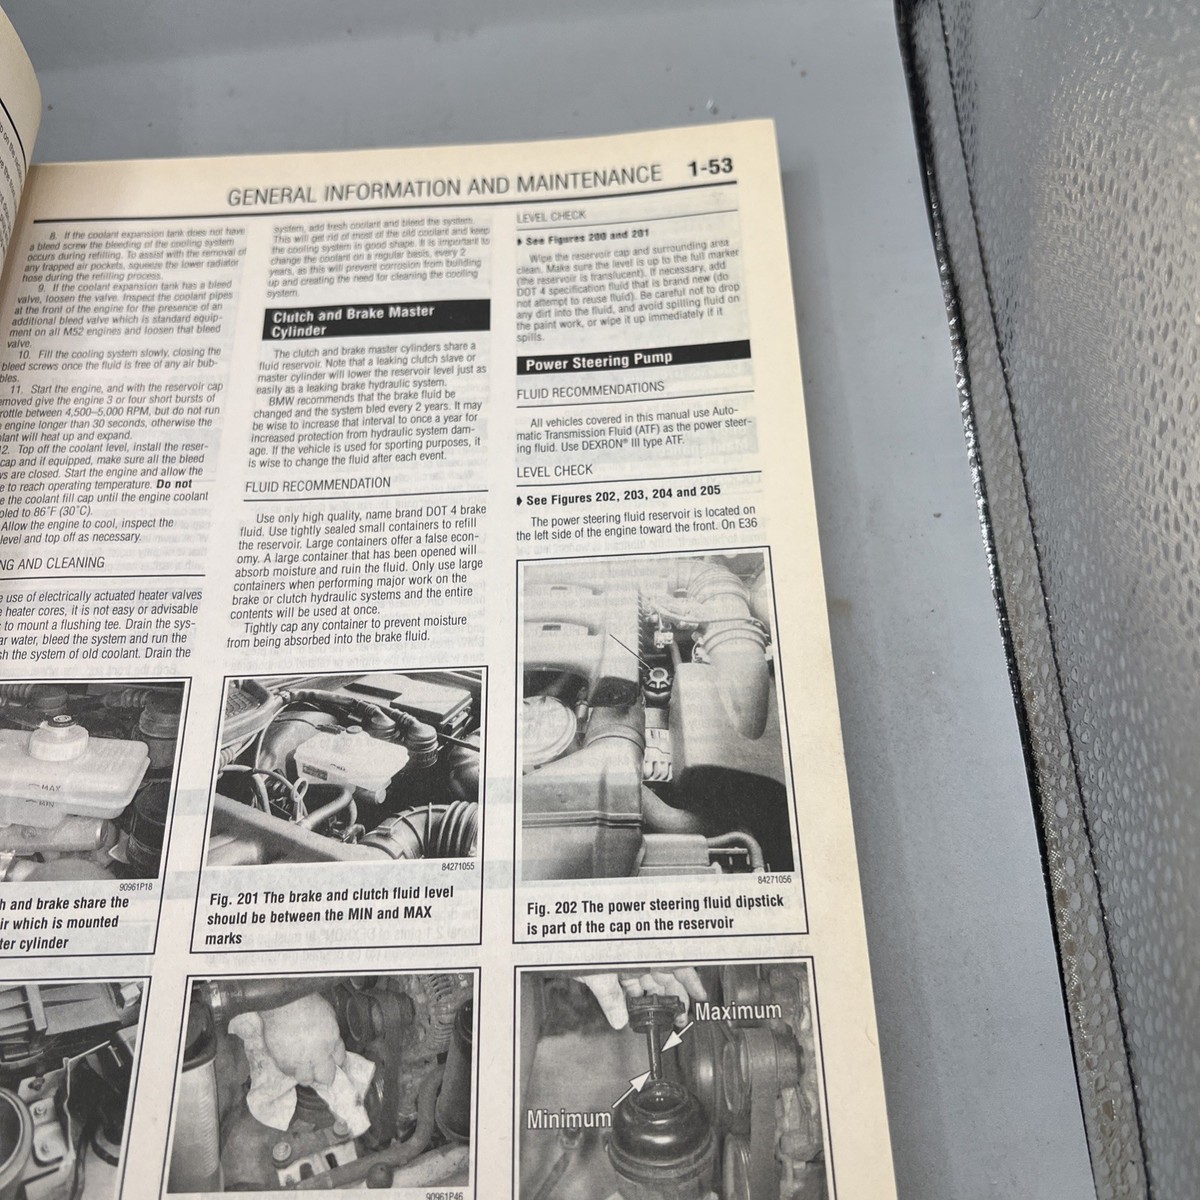 GENERAL INFORMATION AND MAINTENANCE 1-53
8. If the coolant expansion tank does not have
a bleed screw the bleeding of the cooling system
occurs during refilling. To assist with the removal of
any trapped air pockets, squeeze the lower radiator
hose during the refilling process.
9. If the coolant expansion tank has a bleed
valve, loosen the valve. Inspect the coolant pipes
at the front of the engine for the presence of an
additional bleed valve which is standard equip-
ment on all M52 engines and loosen that bleed
valve.
10. Fill the cooling system slowly, closing the
bleed screws once the fluid is free of any air bub-
bles.
11. Start the engine, and with the reservoir cap
emoved give the engine 3 or four short bursts of
rottle between 4,500–5,000 RPM, but do not run
engine longer than 30 seconds, otherwise the
lant will heat up and expand.
2. Top off the coolant level, install the reser-
cap and if equipped, make sure all the bleed
ws are closed. Start the engine and allow the
e to reach operating temperature. Do not
e the coolant fill cap until the engine coolant
oled to 86°F (30°C).
Allow the engine to cool, inspect the
level and top off as necessary.
NG AND CLEANING
e use of electrically actuated heater valves
heater cores, it is not easy or advisable
to mount a flushing tee. Drain the sys-
ar water, bleed the system and run the
sh the system of old coolant. Drain the
MAX
MIN
90961P18
h and brake share the
ir which is mounted
ter cylinder
system, add fresh coolant and bleed the system.
This will get rid of most of the old coolant and keep
the cooling system in good shape. It is important to
change the coolant on a regular basis, every 2
years, as this will prevent corrosion from building
up and creating the need for cleaning the cooling
system.
Clutch and Brake Master
Cylinder
The clutch and brake master cylinders share a
fluid reservoir. Note that a leaking clutch slave or
master cylinder will lower the reservoir level just as
easily as a leaking brake hydraulic system.
BMW recommends that the brake fluid be
changed and the system bled every 2 years. It may
be wise to increase that interval to once a year for
increased protection from hydraulic system dam-
age. If the vehicle is used for sporting purposes, it
is wise to change the fluid after each event.
FLUID RECOMMENDATION
Use only high quality, name brand DOT 4 brake
fluid. Use tightly sealed small containers to refill
the reservoir. Large containers offer a false econ-
omy. A large container that has been opened will
absorb moisture and ruin the fluid. Only use large
containers when performing major work on the
brake or clutch hydraulic systems and the entire
contents will be used at once.
Tightly cap any container to prevent moisture
from being absorbed into the brake fluid.
84271055
Fig. 201 The brake and clutch fluid level
should be between the MIN and MAX
marks
90961P46
LEVEL CHECK
▶ See Figures 200 and 201
Wipe the reservoir cap and surrounding area
clean. Make sure the level is up to the full marker
(the reservoir is translucent). If necessary, add
DOT 4 specification fluid that is brand new (do
not attempt to reuse fluid). Be careful not to drop
any dirt into the fluid, and avoid spilling fluid on
the paint work, or wipe it up immediately if it
spills.
Power Steering Pump
FLUID RECOMMENDATIONS
All vehicles covered in this manual use Auto-
matic Transmission Fluid (ATF) as the power steer-
ing fluid. Use DEXRON® III type ATF.
LEVEL CHECK
▶ See Figures 202, 203, 204 and 205
The power steering fluid reservoir is located on
the left side of the engine toward the front. On E36
84271056
Fig. 202 The power steering fluid dipstick
is part of the cap on the reservoir
Maximum
Minimum